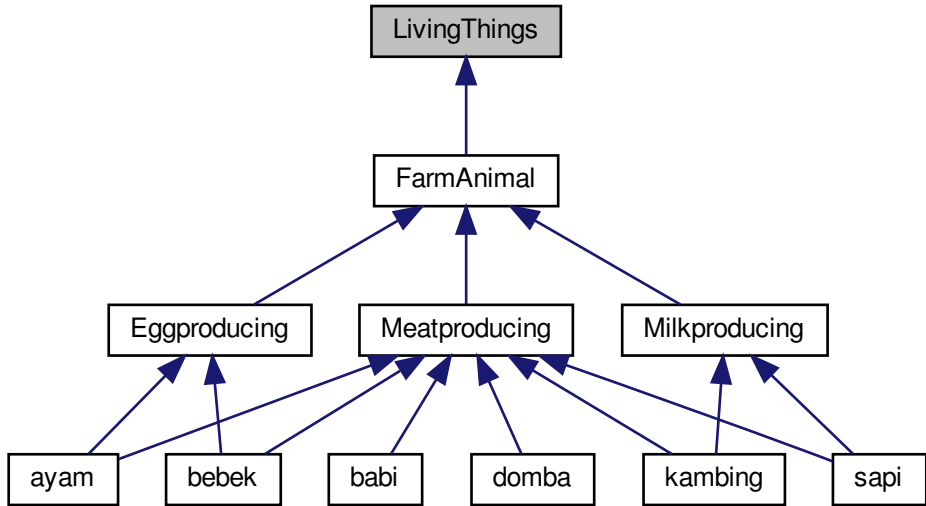 LivingThings
FarmAnimal
Eggproducing
Meatproducing
Milkproducing
ayam
bebek
babi
domba
kambing
sapi